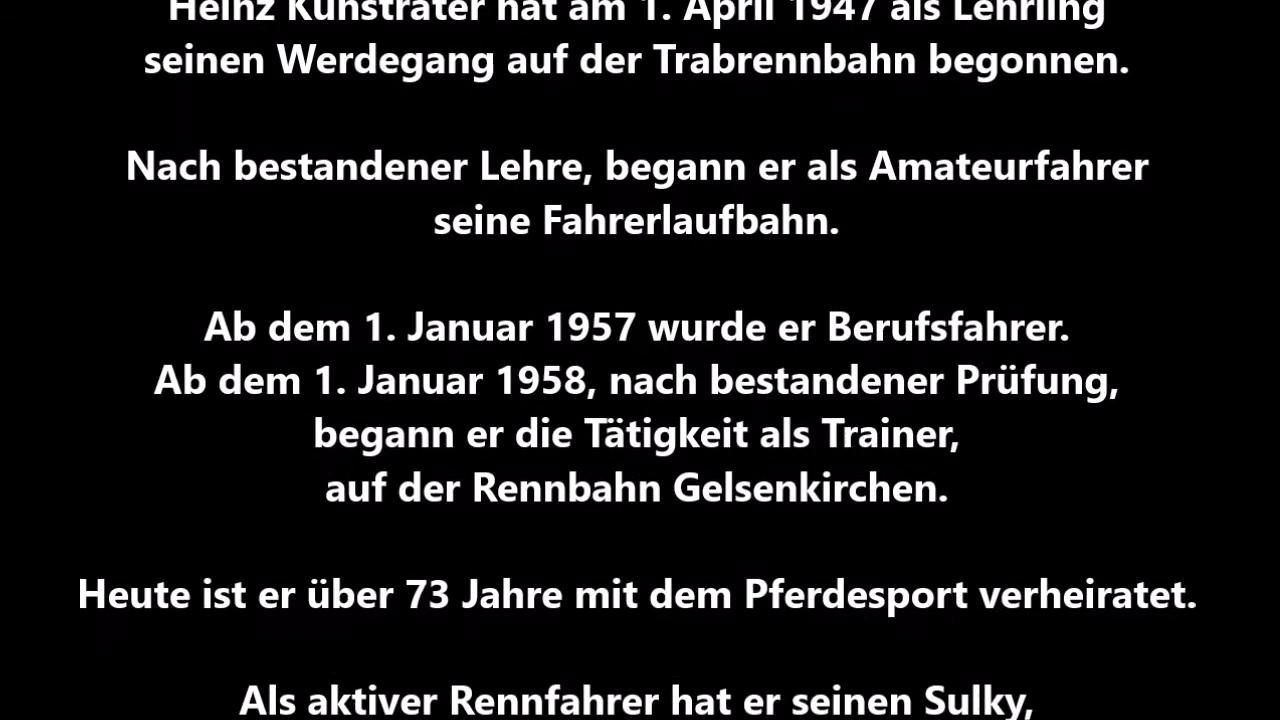 Heinz Kunsträter hat am 1. April 1947 als Lehrling
seinen Werdegang auf der Trabrennbahn begonnen.
Nach bestandener Lehre, begann er als Amateurfahrer
seine Fahrerlaufbahn.
Ab dem 1. Januar 1957 wurde er Berufsfahrer.
Ab dem 1. Januar 1958, nach bestandener Prüfung,
begann er die Tätigkeit als Trainer,
auf der Rennbahn Gelsenkirchen.
Heute ist er über 73 Jahre mit dem Pferdesport verheiratet.
Als aktiver Rennfahrer hat er seinen Sulky,